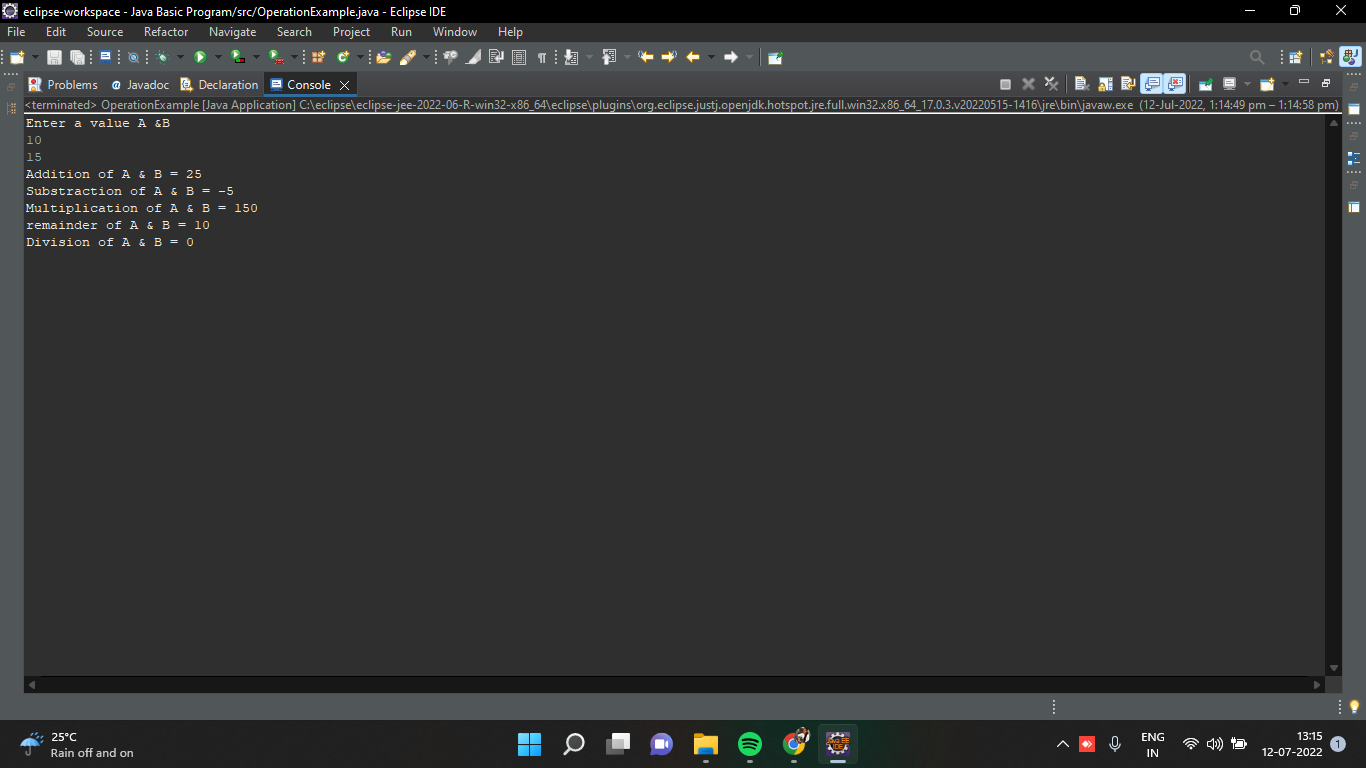 eclipse-workspace - Java Basic Program/src/OperationExample.java - Eclipse IDE
File Edit Source Refactor Navigate Search Project Run Window Help
Problems @ Javadoc Declaration Console
<terminated> OperationExample [Java Application] C:\eclipse\eclipse-jee-2022-06-R-win32-x86_64\eclipse\plugins\org.eclipse.justj.openjdk.hotspot.jre.full.win32.x86_64_17.0.3.v20220515-1416\jre\bin\javaw.exe (12-Jul-2022, 1:14:49 pm – 1:14:58 pm)
Enter a value A &B
10
15
Addition of A & B = 25
Substraction of A & B = -5
Multiplication of A & B = 150
remainder of A & B = 10
Division of A & B = 0
25°C
Rain off and on
Java EE
IDE
ENG
IN
13:15
12-07-2022
1